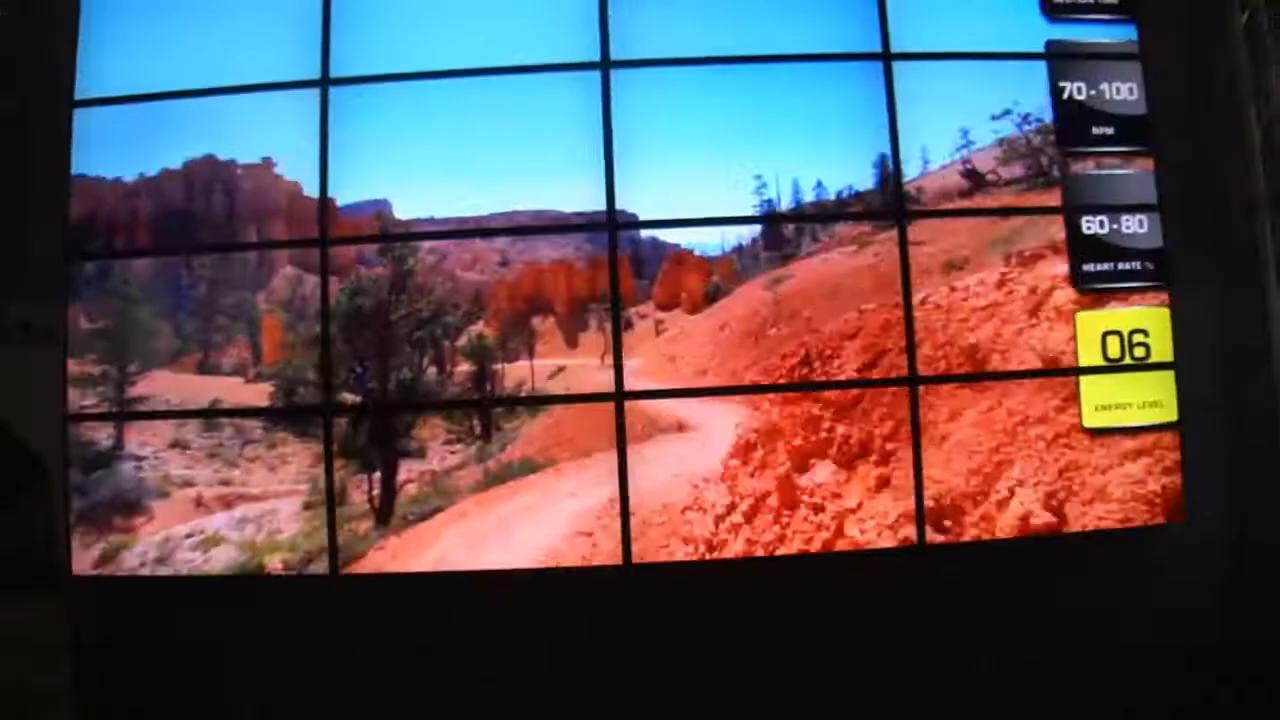 70-100
RPM
60-80
HEART RATE %
06
ENERGY LEVEL